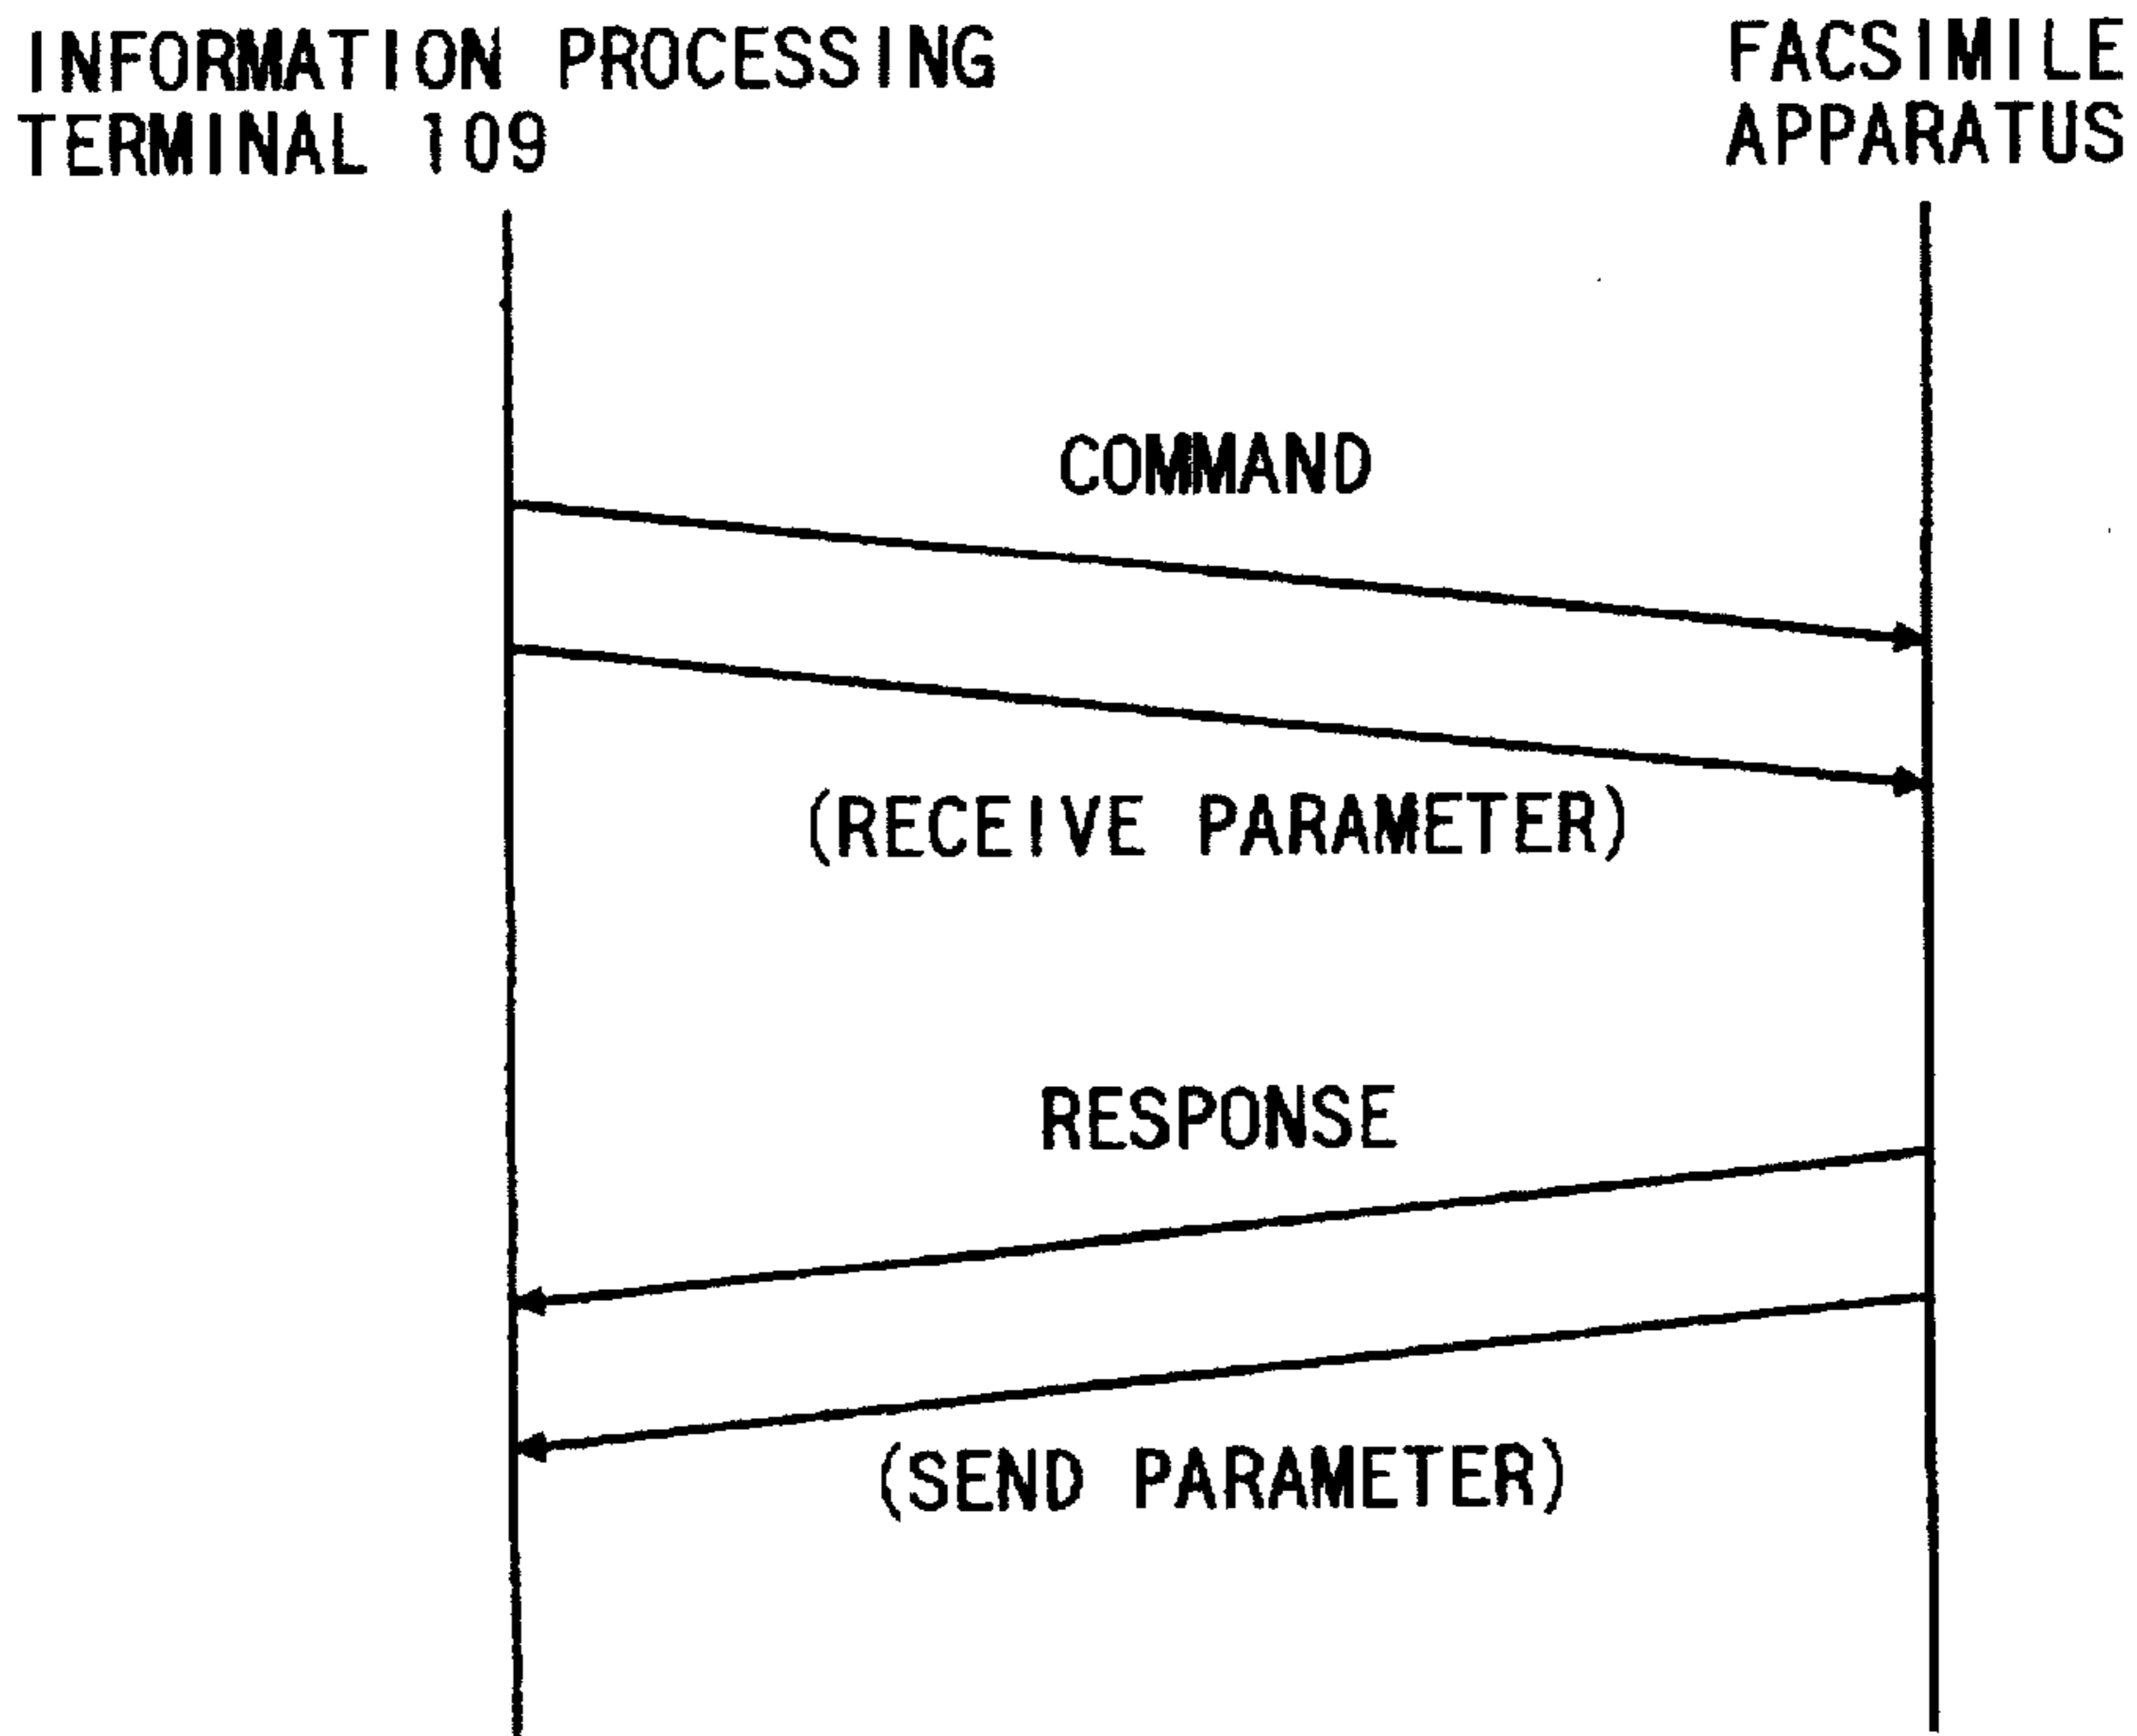 INFORMATION PROCESSING
TERMINAL 109
FACSIMILE
APPARATUS
COMMAND
(RECEIVE PARAMETER)
RESPONSE
(SEND PARAMETER)